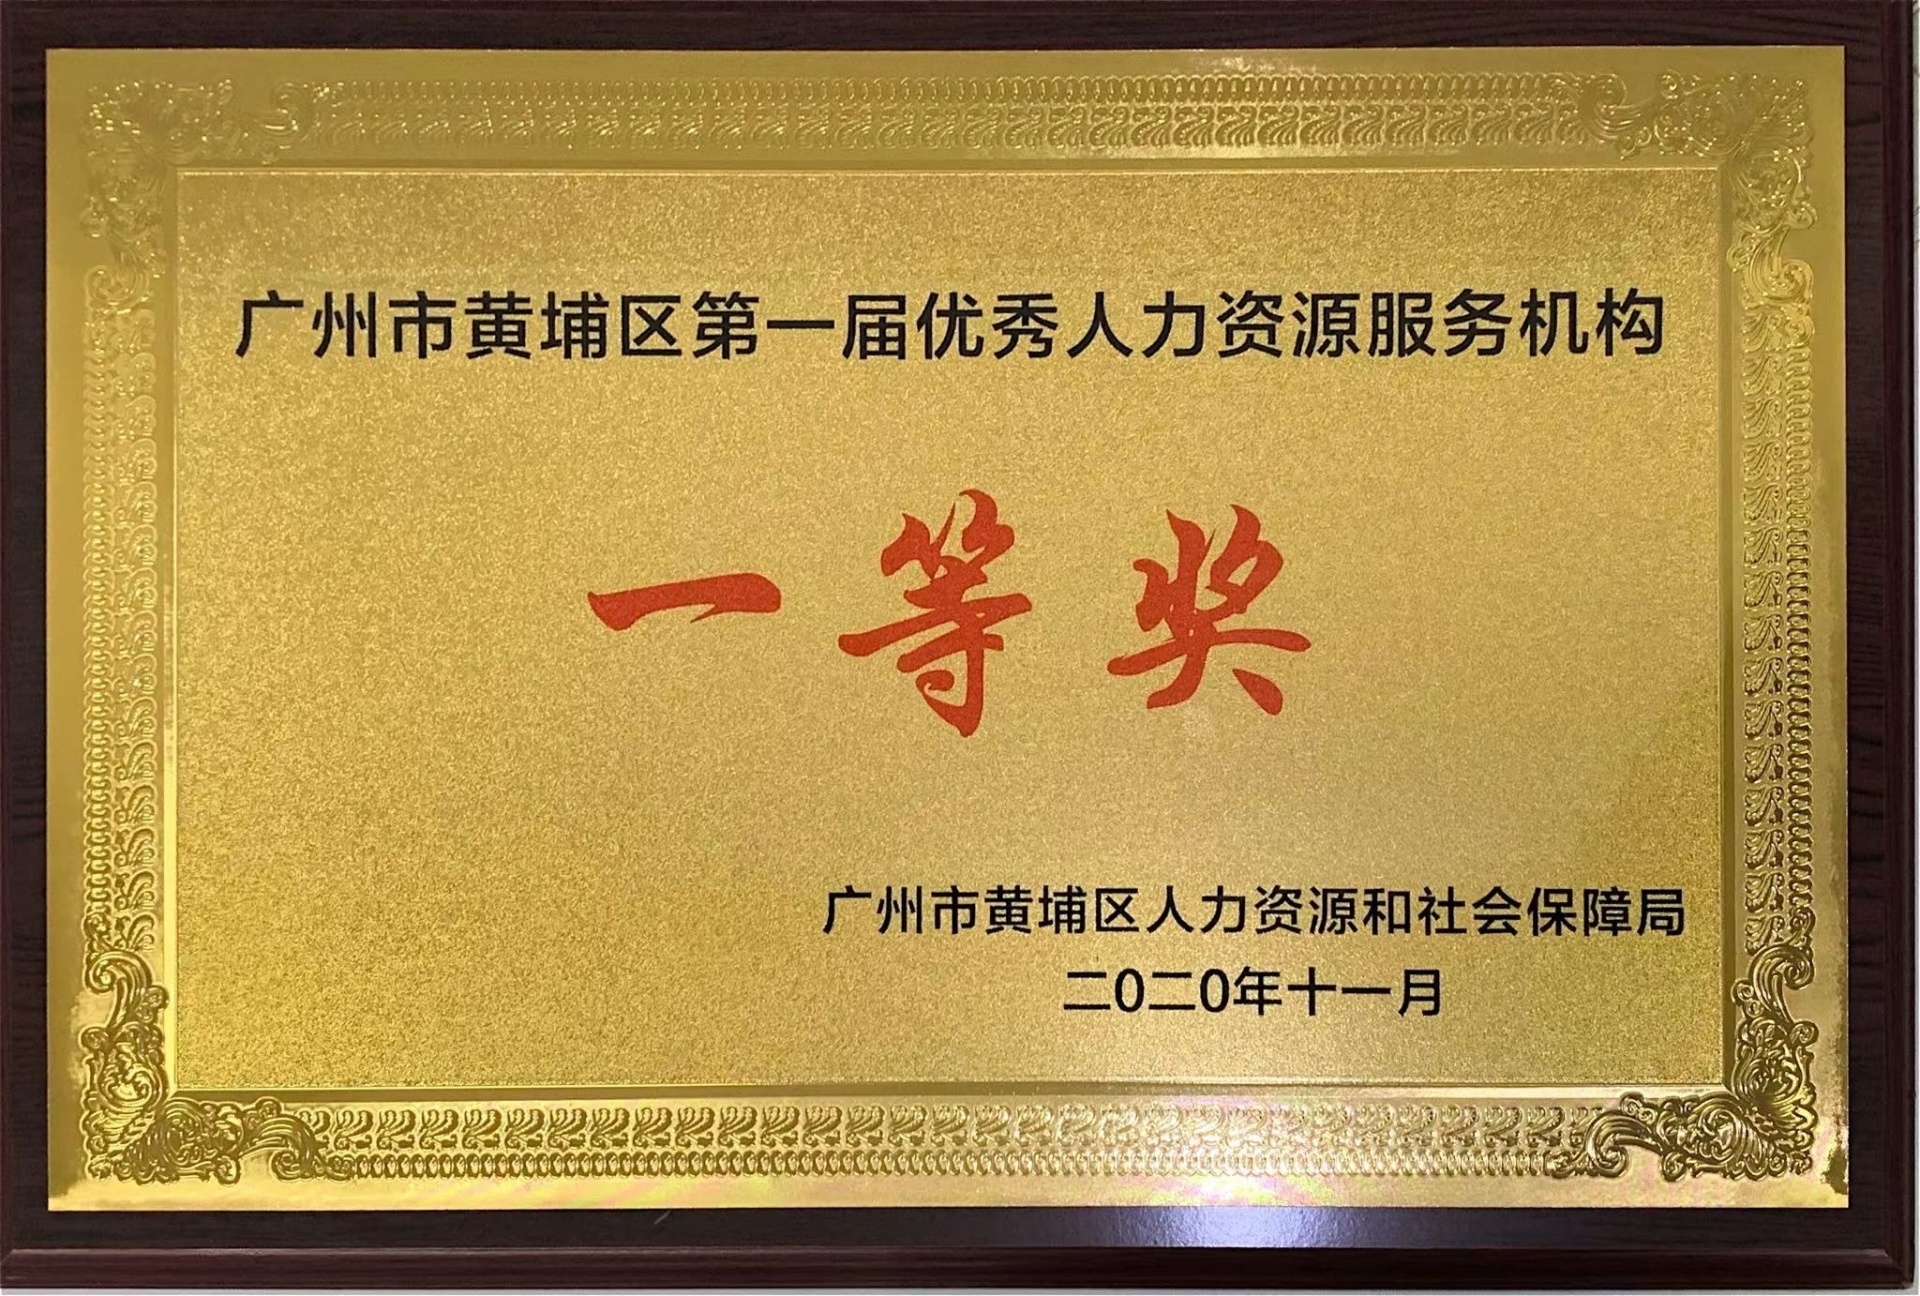 广州市黄埔区第一届优秀人力资源服务机构
一等奖
广州市黄埔区人力资源和社会保障局
二0二0年十一月